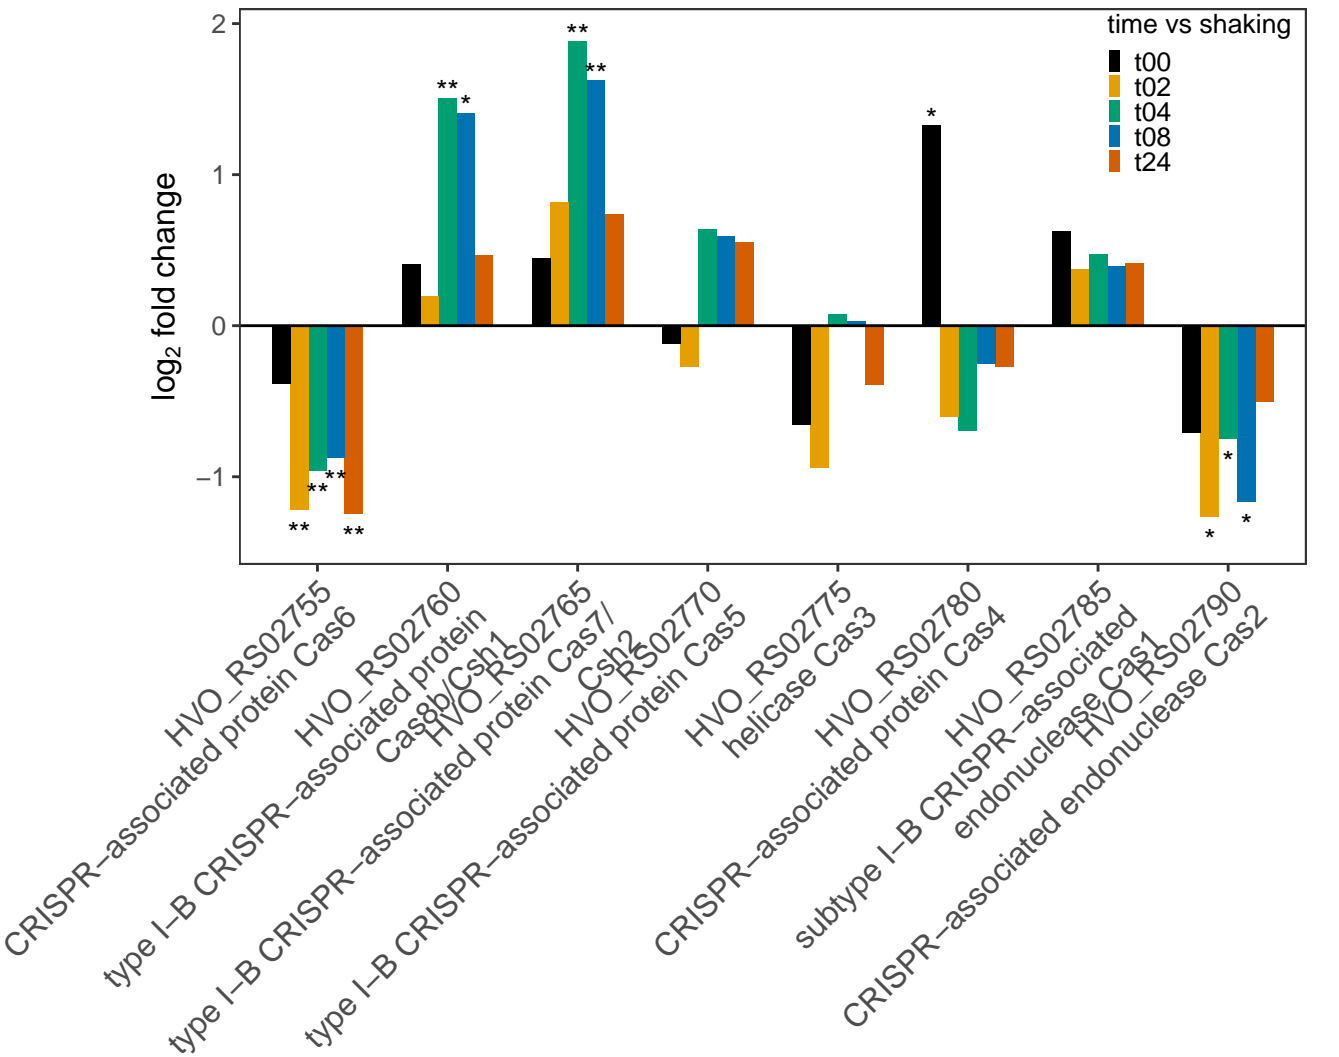 time vs shaking
t00
t02
t04
t08
t24
log2 fold change
2
1
0
−1
**
**
**
**
**
*
**
**
*
*
*
*
HVO_RS02755
CRISPR−associated protein Cas6
HVO_RS02760
type I−B CRISPR−associated protein
Cas8b/Csh1
HVO_RS02765
type I−B CRISPR−associated protein Cas7/
Csh2
HVO_RS02770
type I−B CRISPR−associated protein Cas5
HVO_RS02775
helicase Cas3
HVO_RS02780
CRISPR−associated protein Cas4
HVO_RS02785
subtype I−B CRISPR−associated
endonuclease Cas1
HVO_RS02790
CRISPR−associated endonuclease Cas2